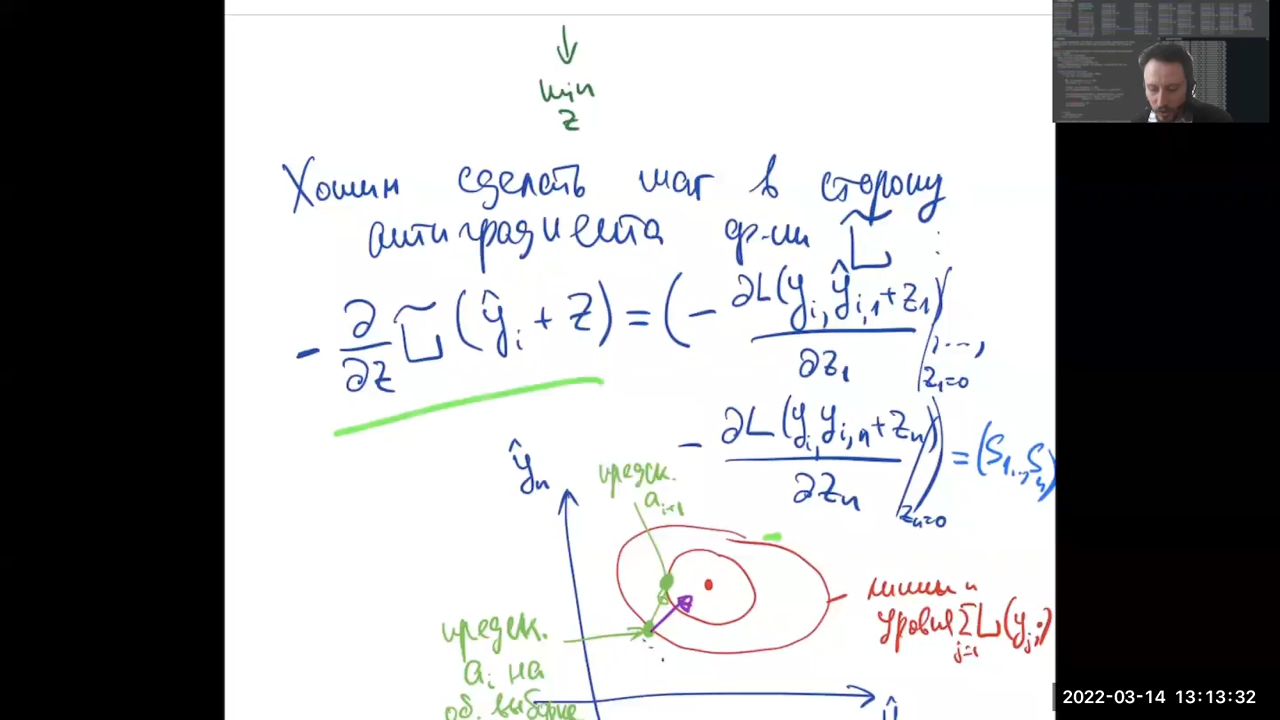 min
z
Хотим сделать шаг в сторону
антиградиента ф-ии L̃ :
- ∂/∂z L̃(ŷ_i + z) = (- ∂L(y_i, ŷ_{i,1} + z_1)/∂z_1 |_{z_1=0}, ...,
- ∂L(y_i, y_{i,n} + z_n)/∂z_n |_{z_n=0}) = (S_1, .., S_n)
ŷ_n
предск.
a_{i+1}
линии
уровня Σ_{j=1} L(y_j,
предск.
a_i на
об. выборке
2022-03-14 13:13:32